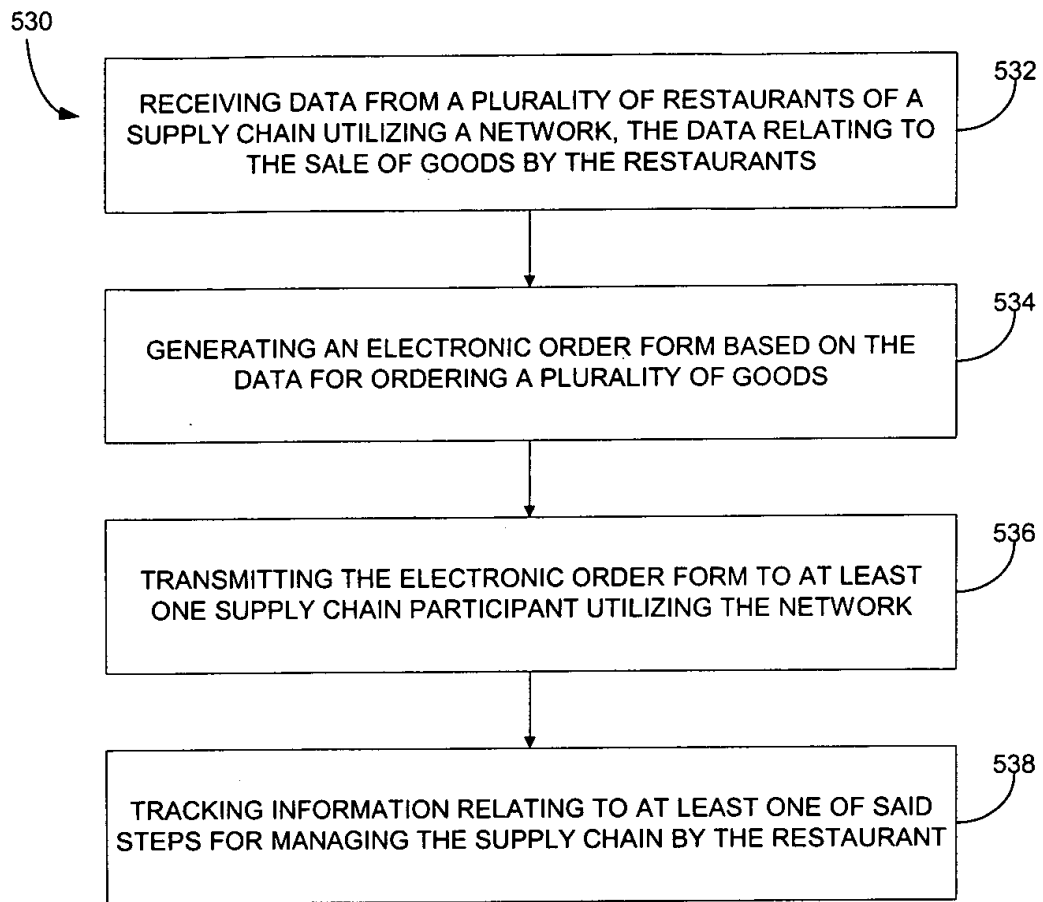 530
532
RECEIVING DATA FROM A PLURALITY OF RESTAURANTS OF A
SUPPLY CHAIN UTILIZING A NETWORK, THE DATA RELATING TO
THE SALE OF GOODS BY THE RESTAURANTS
534
GENERATING AN ELECTRONIC ORDER FORM BASED ON THE
DATA FOR ORDERING A PLURALITY OF GOODS
536
TRANSMITTING THE ELECTRONIC ORDER FORM TO AT LEAST
ONE SUPPLY CHAIN PARTICIPANT UTILIZING THE NETWORK
538
TRACKING INFORMATION RELATING TO AT LEAST ONE OF SAID
STEPS FOR MANAGING THE SUPPLY CHAIN BY THE RESTAURANT